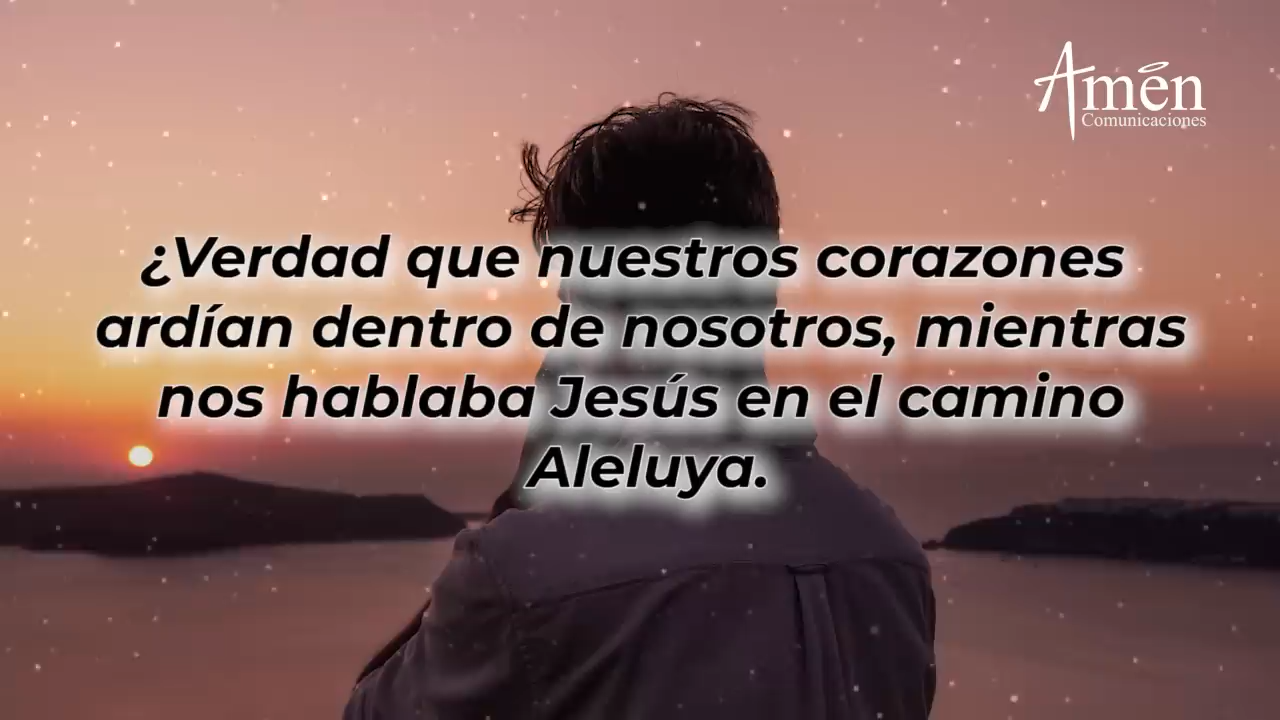 Amén
Comunicaciones
¿Verdad que nuestros corazones
ardían dentro de nosotros, mientras
nos hablaba Jesús en el camino
Aleluya.